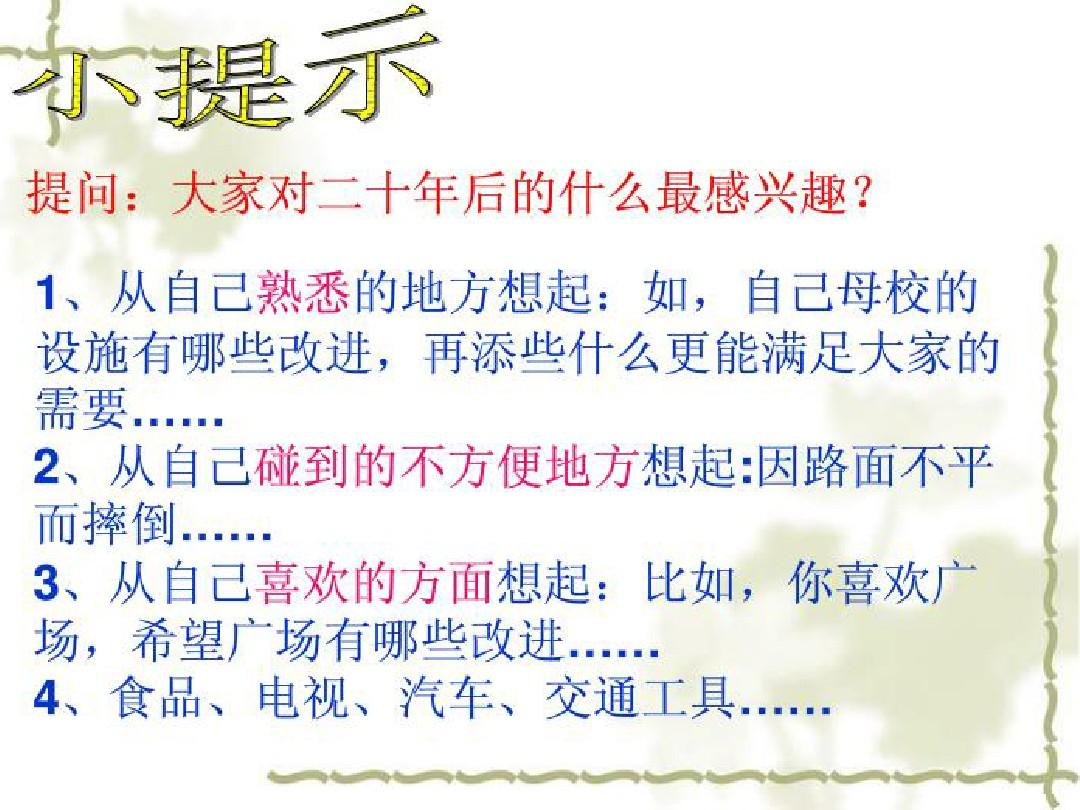 小提示
提问：大家对二十年后的什么最感兴趣？
1、从自己熟悉的地方想起：如，自己母校的
设施有哪些改进，再添些什么更能满足大家的
需要……
2、从自己碰到的不方便地方想起:因路面不平
而摔倒……
3、从自己喜欢的方面想起：比如，你喜欢广
场，希望广场有哪些改进……
4、食品、电视、汽车、交通工具……